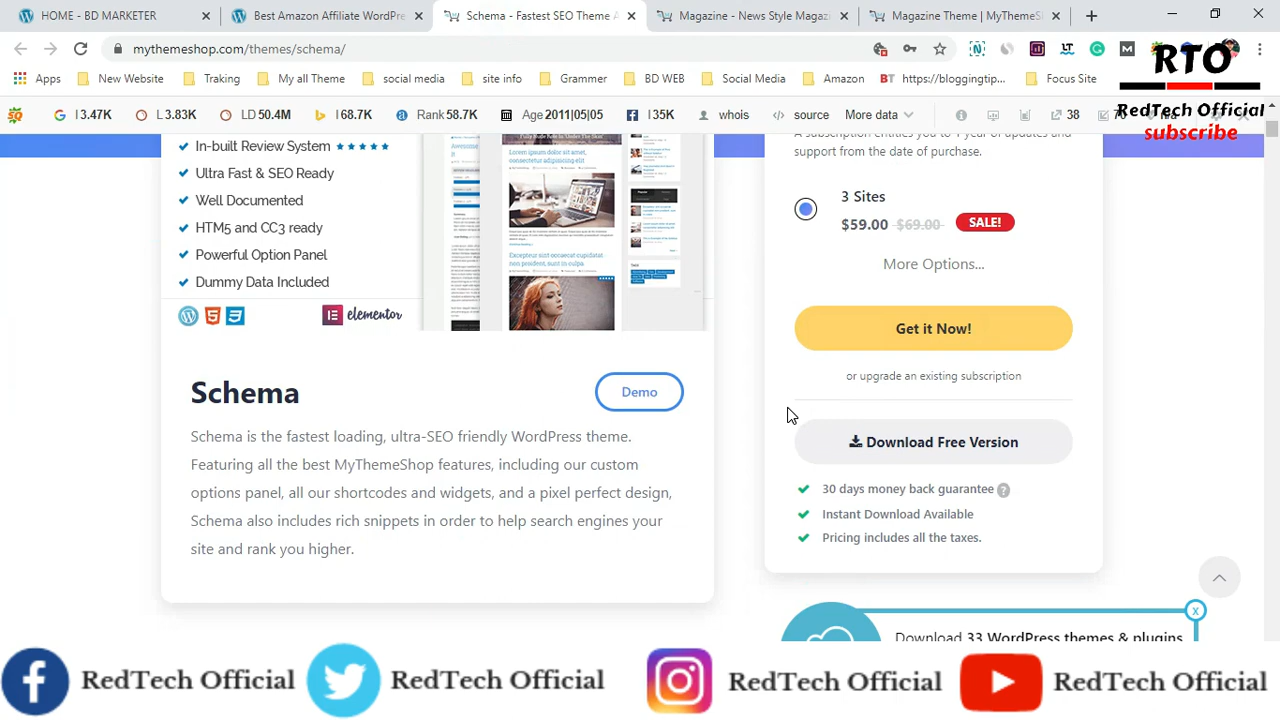 HOME - BD MARKETER
Best Amazon Affiliate WordPre
Schema - Fastest SEO Theme A
Magazine - News Style Magaz
Magazine Theme | MyThemeSh
mythemeshop.com/themes/schema/
Apps
New Website
Traking
My all Theme
social media
site info
Grammer
BD WEB
Social Media
Amazon
https://bloggingtip...
Focus Site
RTO
RedTech Official
subscribe
I 3.47K
I 3.83K
I 68.7K
Rank 58.7K
Age 2011|05|05
I 35K
whois
source
More data
38
In-built Review System
Ultra Fast & SEO Ready
Well Documented
HTM5 and CC3 ready
Powerful Option Panel
Dummy Data Included
elementor
support from the date of purchase.
3 Sites
$59.00 $69.00 SALE!
More Options...
Get it Now!
or upgrade an existing subscription
Download Free Version
30 days money back guarantee ?
Instant Download Available
Pricing includes all the taxes.
Schema
Demo
Schema is the fastest loading, ultra-SEO friendly WordPress theme.
Featuring all the best MyThemeShop features, including our custom
options panel, all our shortcodes and widgets, and a pixel perfect design,
Schema also includes rich snippets in order to help search engines your
site and rank you higher.
x
Download 33 WordPress themes & plugins
RedTech Official
RedTech Official
RedTech Official
RedTech Official